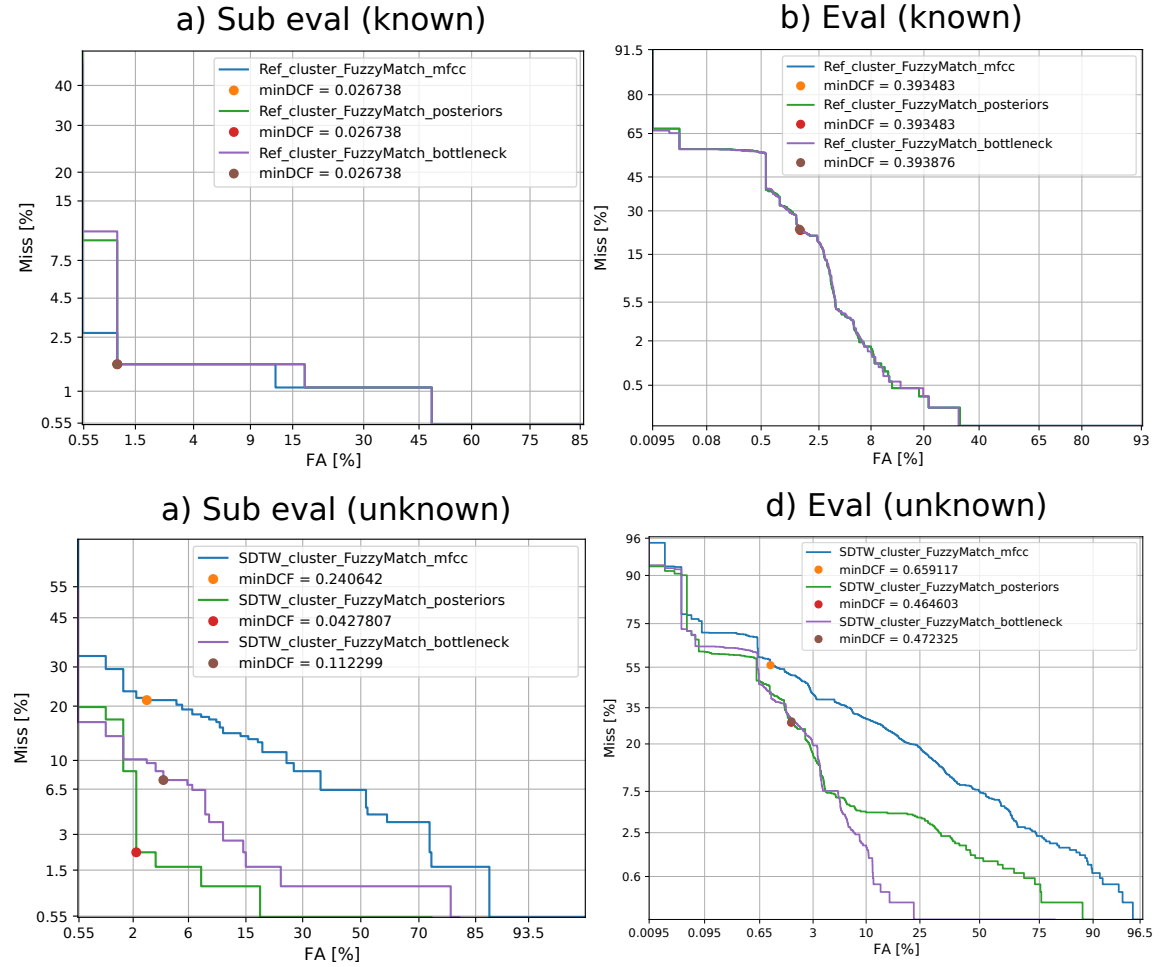 a) Sub eval (known)
40
30
20
15
7.5
4.5
2.5
1
0.55
Miss [%]
Ref_cluster_FuzzyMatch_mfcc
minDCF = 0.026738
Ref_cluster_FuzzyMatch_posteriors
minDCF = 0.026738
Ref_cluster_FuzzyMatch_bottleneck
minDCF = 0.026738
0.55 1.5 4 9 15 30 45 60 70 85
FA [%]
b) Eval (known)
91.5
80
65
45
30
15
5.5
2
0.5
Miss [%]
Ref_cluster_FuzzyMatch_mfcc
minDCF = 0.393483
Ref_cluster_FuzzyMatch_posteriors
minDCF = 0.393483
Ref_cluster_FuzzyMatch_bottleneck
minDCF = 0.393876
0.0095 0.08 0.5 2.5 8 20 40 65 80 93
FA [%]
a) Sub eval (unknown)
55
45
30
20
10
6.5
3
1.5
0.55
Miss [%]
SDTW_cluster_FuzzyMatch_mfcc
minDCF = 0.240642
SDTW_cluster_FuzzyMatch_posteriors
minDCF = 0.0427807
SDTW_cluster_FuzzyMatch_bottleneck
minDCF = 0.112299
0.55 2 6 15 30 50 70 85 93.5
FA [%]
d) Eval (unknown)
96
90
75
55
35
20
7.5
2.5
0.6
Miss [%]
SDTW_cluster_FuzzyMatch_mfcc
minDCF = 0.659117
SDTW_cluster_FuzzyMatch_posteriors
minDCF = 0.464603
SDTW_cluster_FuzzyMatch_bottleneck
minDCF = 0.472325
0.0095 0.095 0.65 3 10 25 50 75 90 96.5
FA [%]